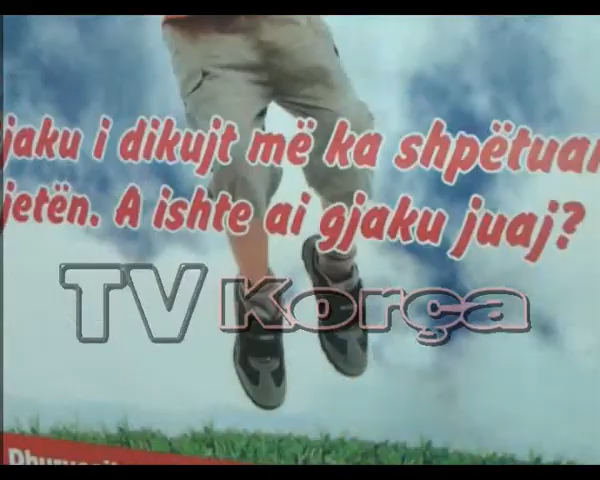 jaku i dikujt më ka shpëtuar
jetën. A ishte ai gjaku juaj?
TV Korça